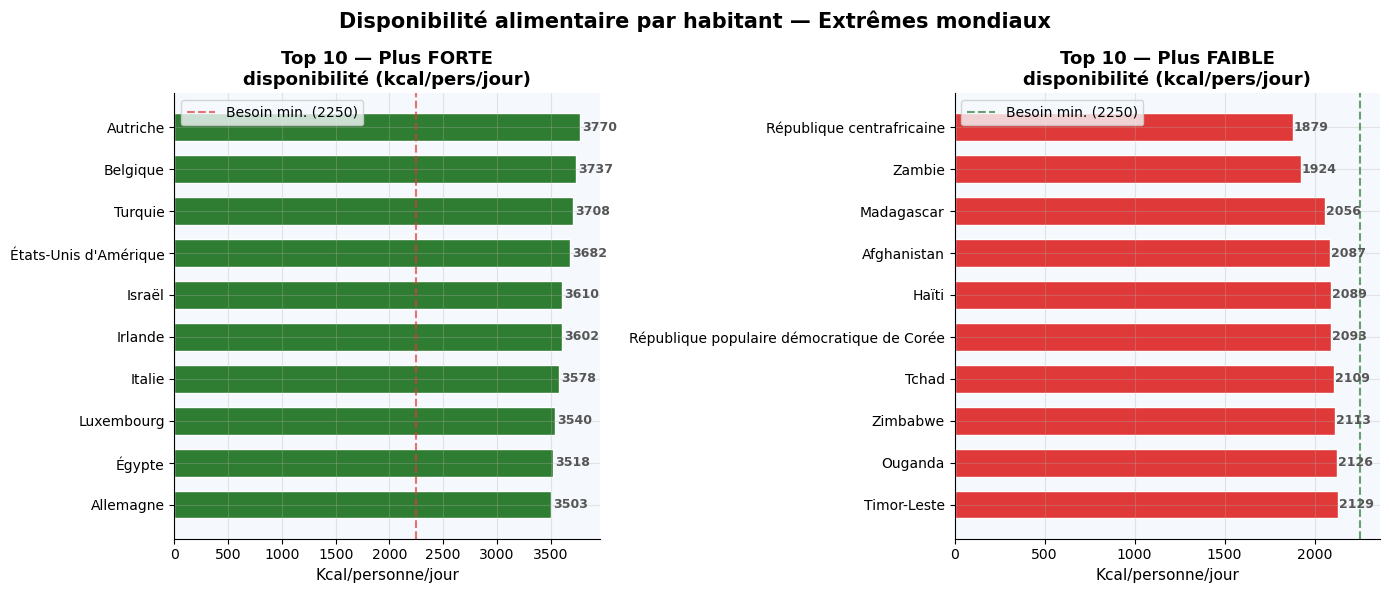 Disponibilité alimentaire par habitant — Extrêmes mondiaux
Top 10 — Plus FORTE
disponibilité (kcal/pers/jour)
Besoin min. (2250)
Autriche 3770
Belgique 3737
Turquie 3708
États-Unis d'Amérique 3682
Israël 3610
Irlande 3602
Italie 3578
Luxembourg 3540
Égypte 3518
Allemagne 3503
0 500 1000 1500 2000 2500 3000 3500
Kcal/personne/jour
Top 10 — Plus FAIBLE
disponibilité (kcal/pers/jour)
Besoin min. (2250)
République centrafricaine 1879
Zambie 1924
Madagascar 2056
Afghanistan 2087
Haïti 2089
République populaire démocratique de Corée 2093
Tchad 2109
Zimbabwe 2113
Ouganda 2126
Timor-Leste 2129
0 500 1000 1500 2000
Kcal/personne/jour